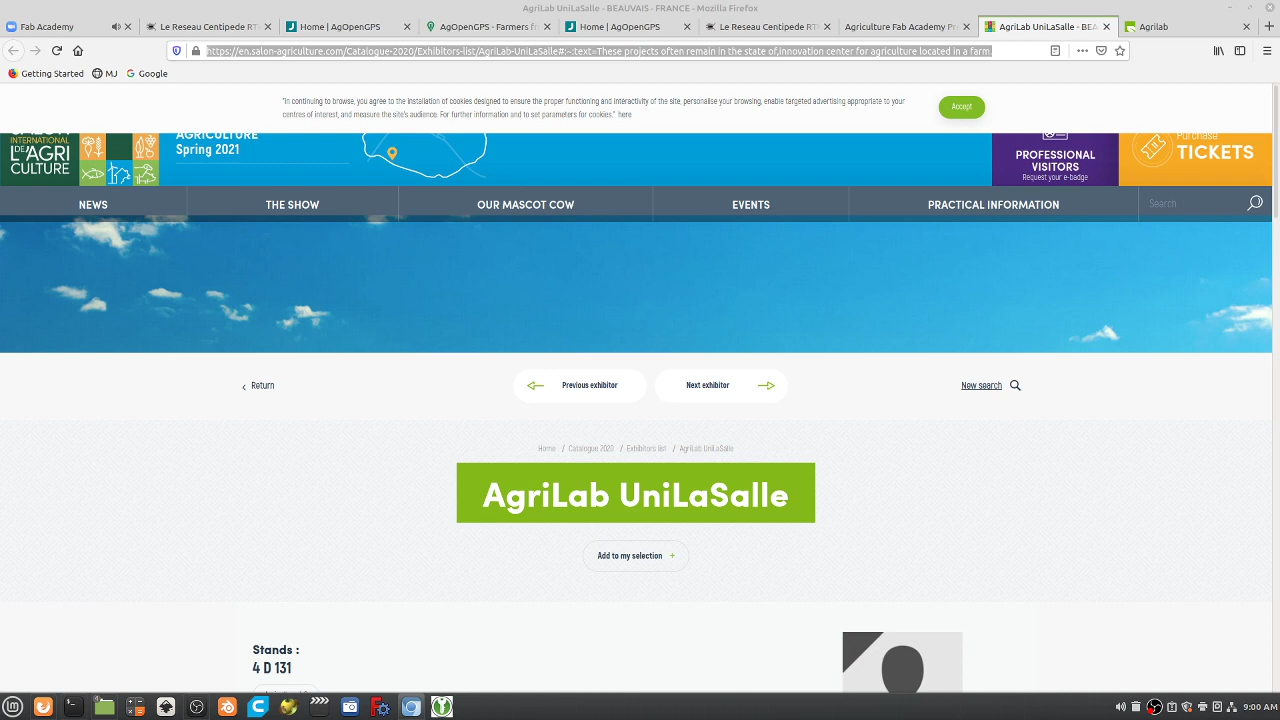 AgriLab UniLaSalle - BEAUVAIS - FRANCE - Mozilla Firefox
Fab Academy
Le Reseau Centipede RTK
Home | AgOpenGPS
AgOpenGPS - Farmers fr
Home | AgOpenGPS
Le Reseau Centipede RTK
Agriculture Fab Academy Pr
AgriLab UniLaSalle - BEA
Agrilab
https://en.salon-agriculture.com/Catalogue-2020/Exhibitors-list/AgriLab-UniLaSalle#:~:text=These projects often remain in the state of,innovation center for agriculture located in a farm.
Getting Started
MJ
Google
"In continuing to browse, you agree to the installation of cookies designed to ensure the proper functioning and interactivity of the site, personalise your browsing, enable targeted advertising appropriate to your
centres of interest, and measure the site's audience. For further information and to set parameters for cookies." here
Accept
INTERNATIONAL
DE L'AGRI
CULTURE
AGRICULTURE
Spring 2021
PROFESSIONAL
VISITORS
Request your e-badge
Purchase
TICKETS
NEWS
THE SHOW
OUR MASCOT COW
EVENTS
PRACTICAL INFORMATION
Search
Return
Previous exhibitor
Next exhibitor
New search
Home / Catalogue 2020 / Exhibitors list / AgriLab UniLaSalle
AgriLab UniLaSalle
Add to my selection +
Stands :
4 D 131
9:00 AM